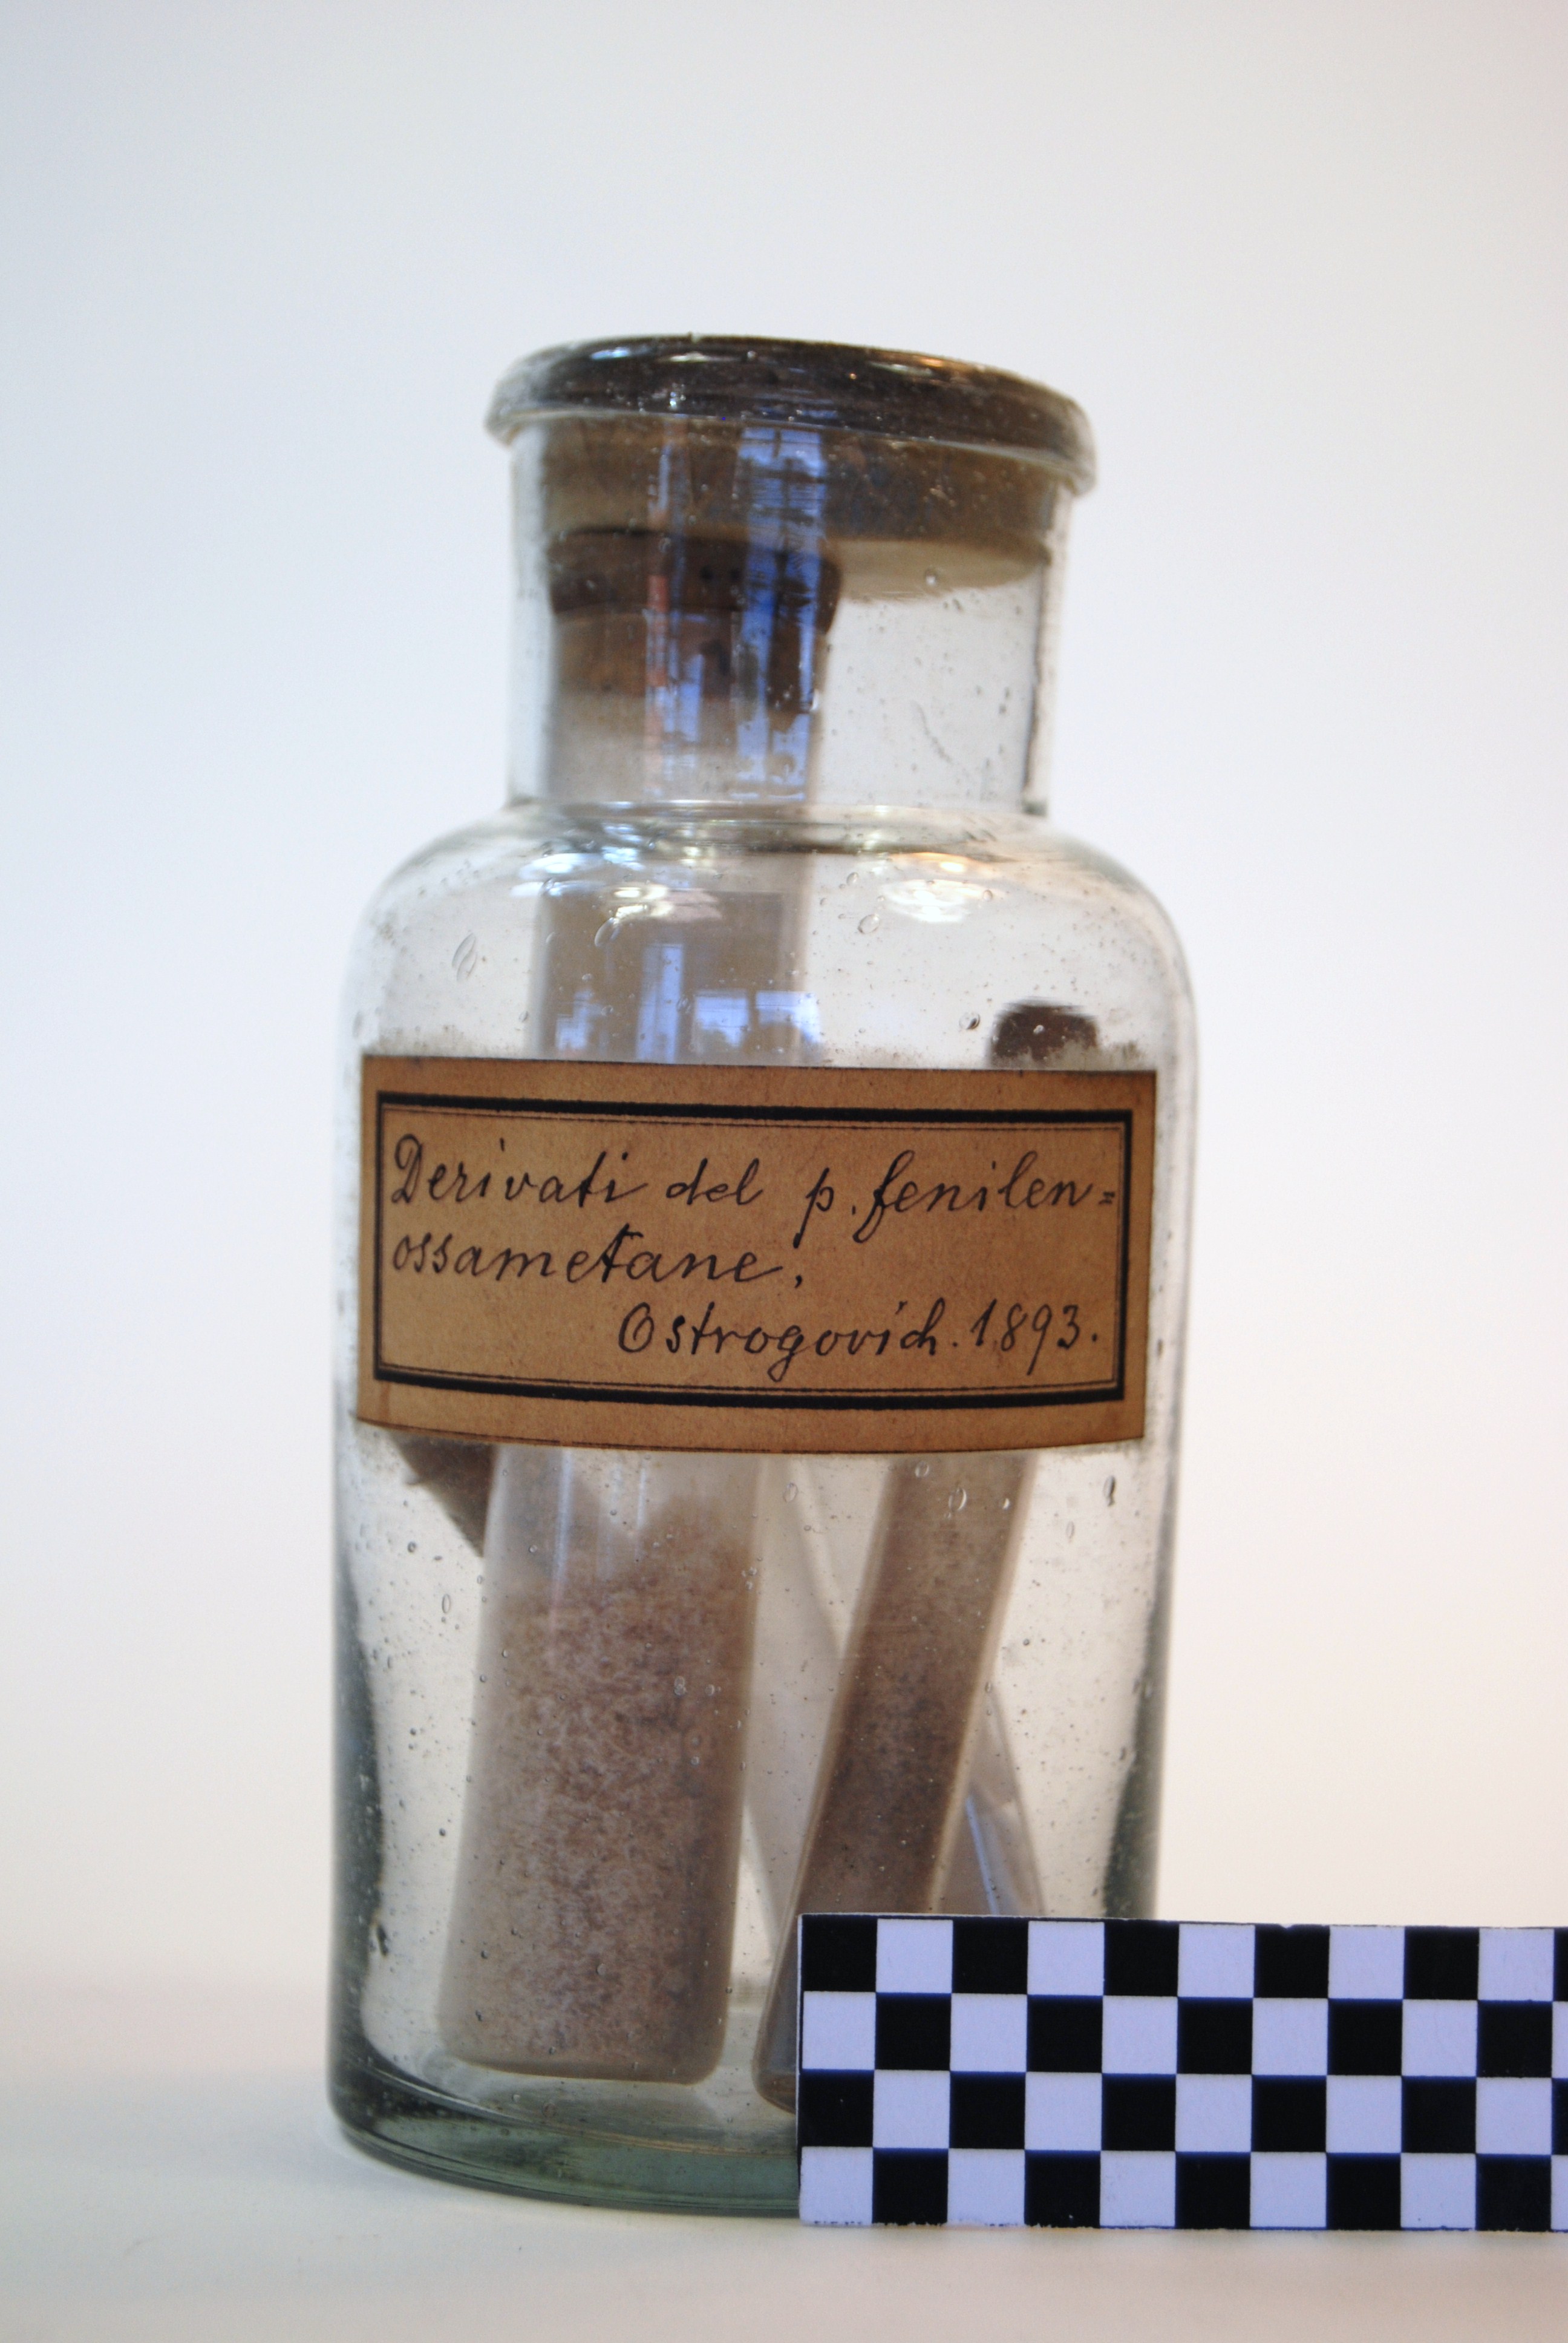 Derivati del p. fenilen=
ossametane,
Ostrogovich. 1893.